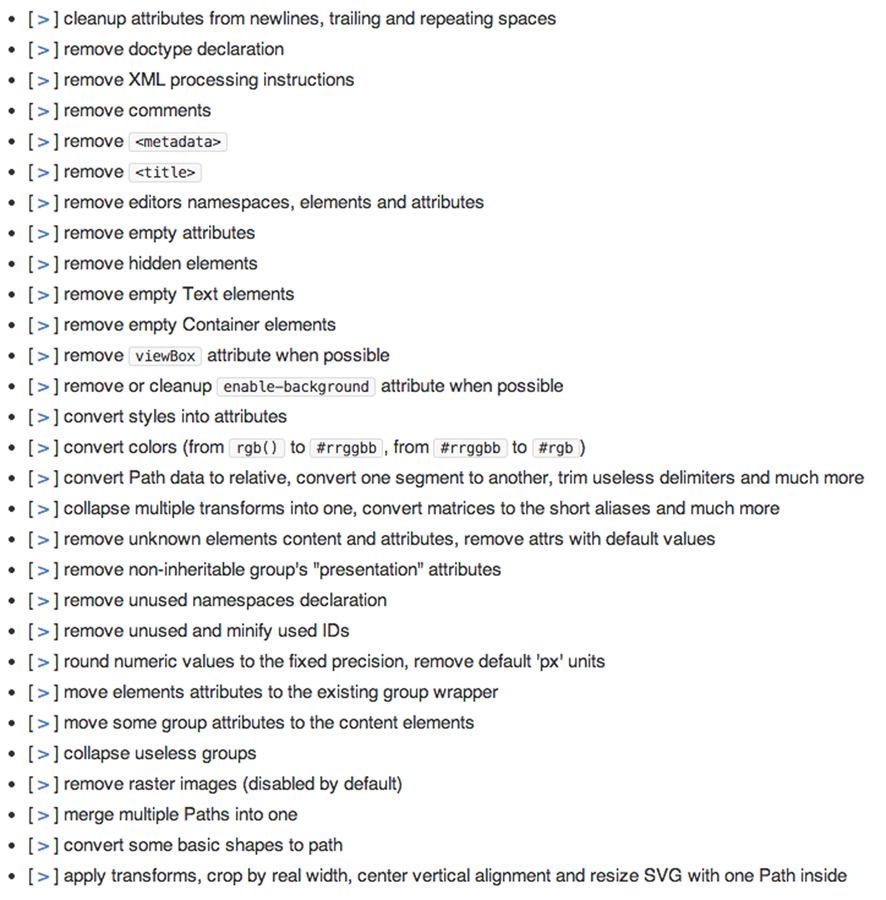 • [ > ] cleanup attributes from newlines, trailing and repeating spaces
• [ > ] remove doctype declaration
• [ > ] remove XML processing instructions
• [ > ] remove comments
• [ > ] remove <metadata>
• [ > ] remove <title>
• [ > ] remove editors namespaces, elements and attributes
• [ > ] remove empty attributes
• [ > ] remove hidden elements
• [ > ] remove empty Text elements
• [ > ] remove empty Container elements
• [ > ] remove viewBox attribute when possible
• [ > ] remove or cleanup enable-background attribute when possible
• [ > ] convert styles into attributes
• [ > ] convert colors (from rgb() to #rrggbb, from #rrggbb to #rgb)
• [ > ] convert Path data to relative, convert one segment to another, trim useless delimiters and much more
• [ > ] collapse multiple transforms into one, convert matrices to the short aliases and much more
• [ > ] remove unknown elements content and attributes, remove attrs with default values
• [ > ] remove non-inheritable group's "presentation" attributes
• [ > ] remove unused namespaces declaration
• [ > ] remove unused and minify used IDs
• [ > ] round numeric values to the fixed precision, remove default 'px' units
• [ > ] move elements attributes to the existing group wrapper
• [ > ] move some group attributes to the content elements
• [ > ] collapse useless groups
• [ > ] remove raster images (disabled by default)
• [ > ] merge multiple Paths into one
• [ > ] convert some basic shapes to path
• [ > ] apply transforms, crop by real width, center vertical alignment and resize SVG with one Path inside